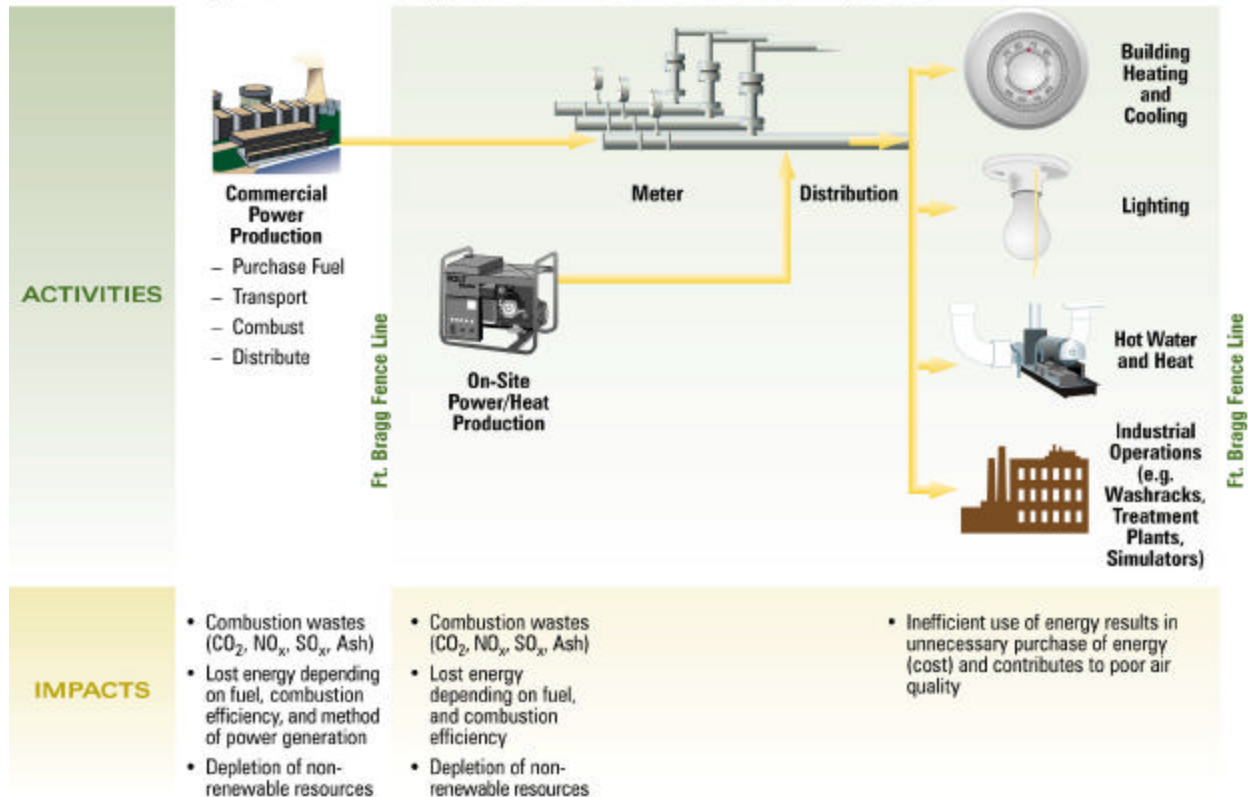 ACTIVITIES
Commercial
Power
Production
– Purchase Fuel
– Transport
– Combust
– Distribute
Ft. Bragg Fence Line
Meter
Distribution
On-Site
Power/Heat
Production
Building
Heating
and
Cooling
Lighting
Hot Water
and Heat
Industrial
Operations
(e.g.
Washracks,
Treatment
Plants,
Simulators)
Ft. Bragg Fence Line
IMPACTS
• Combustion wastes
(CO₂, NOₓ, SOₓ, Ash)
• Lost energy depending
on fuel, combustion
efficiency, and method
of power generation
• Depletion of non-
renewable resources
• Combustion wastes
(CO₂, NOₓ, SOₓ, Ash)
• Lost energy
depending on fuel,
and combustion
efficiency
• Depletion of non-
renewable resources
• Inefficient use of energy results in
unnecessary purchase of energy
(cost) and contributes to poor air
quality